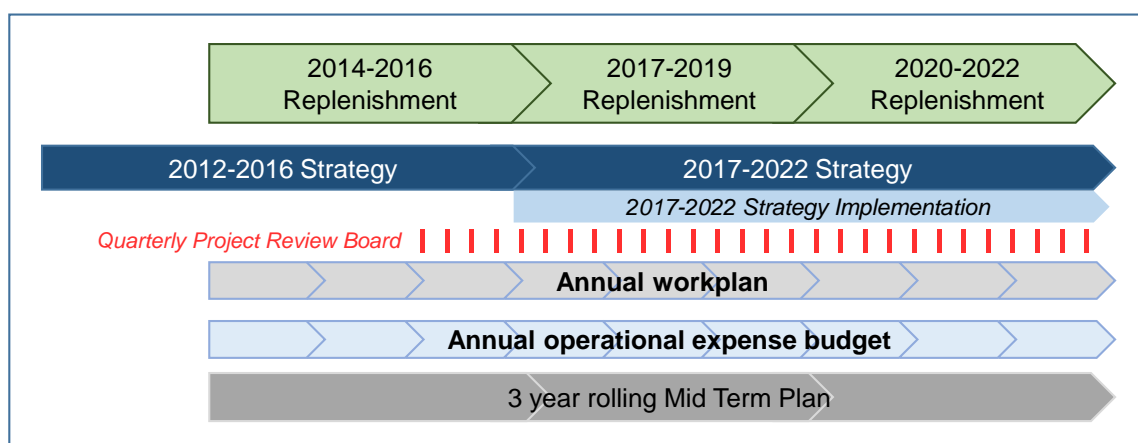 2014-2016
Replenishment
2017-2019
Replenishment
2020-2022
Replenishment
2012-2016 Strategy
2017-2022 Strategy
2017-2022 Strategy Implementation
Quarterly Project Review Board
Annual workplan
Annual operational expense budget
3 year rolling Mid Term Plan